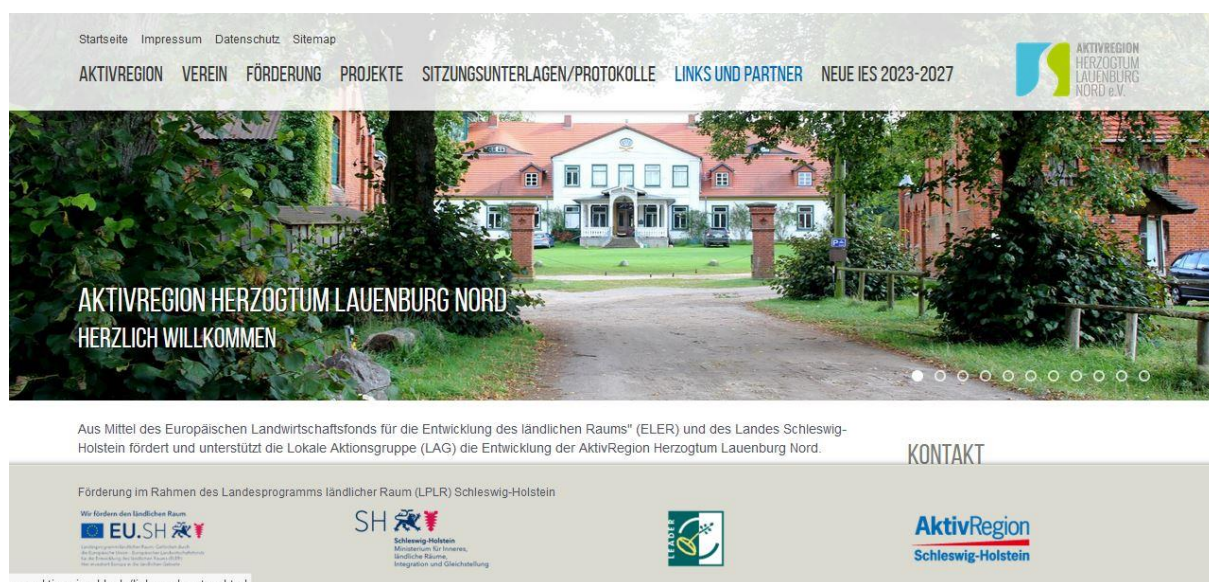 Startseite Impressum Datenschutz Sitemap
AKTIVREGION VEREIN FÖRDERUNG PROJEKTE SITZUNGSUNTERLAGEN/PROTOKOLLE LINKS UND PARTNER NEUE IES 2023-2027
AKTIVREGION
HERZOGTUM
LAUENBURG
NORD e.V.
AKTIVREGION HERZOGTUM LAUENBURG NORD
HERZLICH WILLKOMMEN
Aus Mittel des Europäischen Landwirtschaftsfonds für die Entwicklung des ländlichen Raums" (ELER) und des Landes Schleswig-
Holstein fördert und unterstützt die Lokale Aktionsgruppe (LAG) die Entwicklung der AktivRegion Herzogtum Lauenburg Nord.
KONTAKT
Förderung im Rahmen des Landesprogramms ländlicher Raum (LPLR) Schleswig-Holstein
Wir fördern den ländlichen Raum
EU.SH
SH
Schleswig-Holstein
Ministerium für Inneres,
ländliche Räume,
Integration und Gleichstellung
LEADER
AktivRegion
Schleswig-Holstein